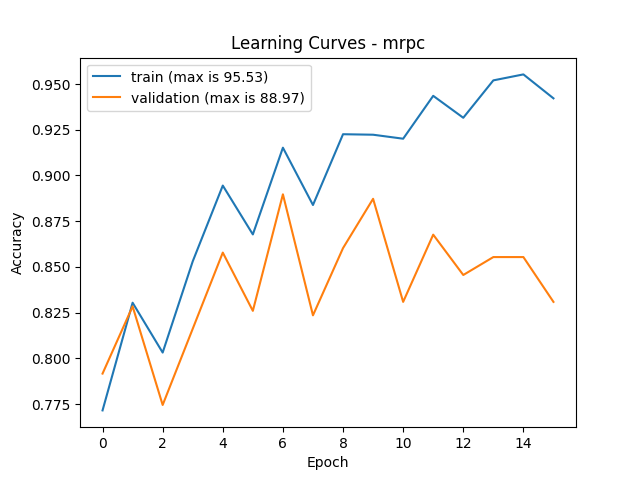 Learning Curves - mrpc
train (max is 95.53)
validation (max is 88.97)
Accuracy
0.950
0.925
0.900
0.875
0.850
0.825
0.800
0.775
0 2 4 6 8 10 12 14
Epoch